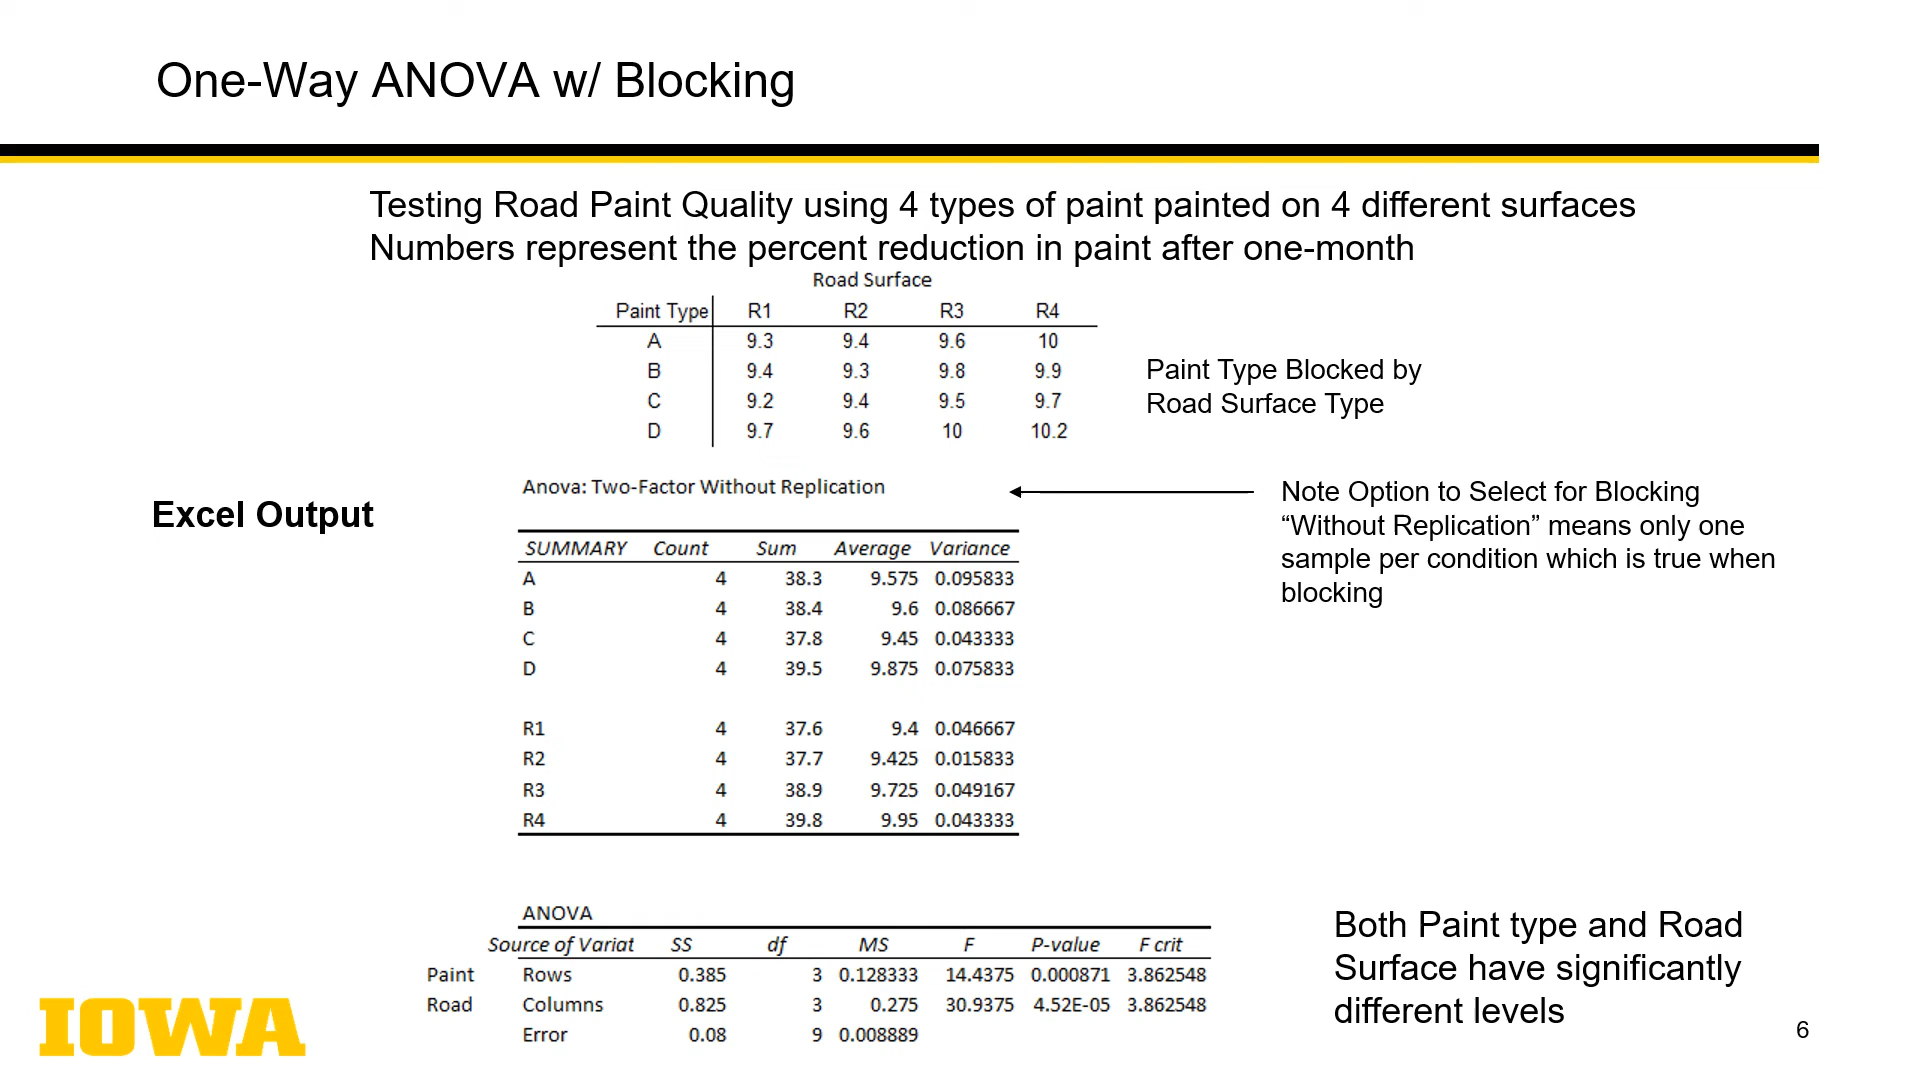 One-Way ANOVA w/ Blocking
Testing Road Paint Quality using 4 types of paint painted on 4 different surfaces
Numbers represent the percent reduction in paint after one-month
Road Surface
Paint Type R1 R2 R3 R4
A 9.3 9.4 9.6 10
B 9.4 9.3 9.8 9.9
C 9.2 9.4 9.5 9.7
D 9.7 9.6 10 10.2
Paint Type Blocked by
Road Surface Type
Excel Output
Anova: Two-Factor Without Replication
Note Option to Select for Blocking
“Without Replication” means only one
sample per condition which is true when
blocking
SUMMARY Count Sum Average Variance
A 4 38.3 9.575 0.095833
B 4 38.4 9.6 0.086667
C 4 37.8 9.45 0.043333
D 4 39.5 9.875 0.075833
R1 4 37.6 9.4 0.046667
R2 4 37.7 9.425 0.015833
R3 4 38.9 9.725 0.049167
R4 4 39.8 9.95 0.043333
ANOVA
Source of Variat SS df MS F P-value F crit
Paint Rows 0.385 3 0.128333 14.4375 0.000871 3.862548
Road Columns 0.825 3 0.275 30.9375 4.52E-05 3.862548
Error 0.08 9 0.008889
Both Paint type and Road
Surface have significantly
different levels
IOWA
6